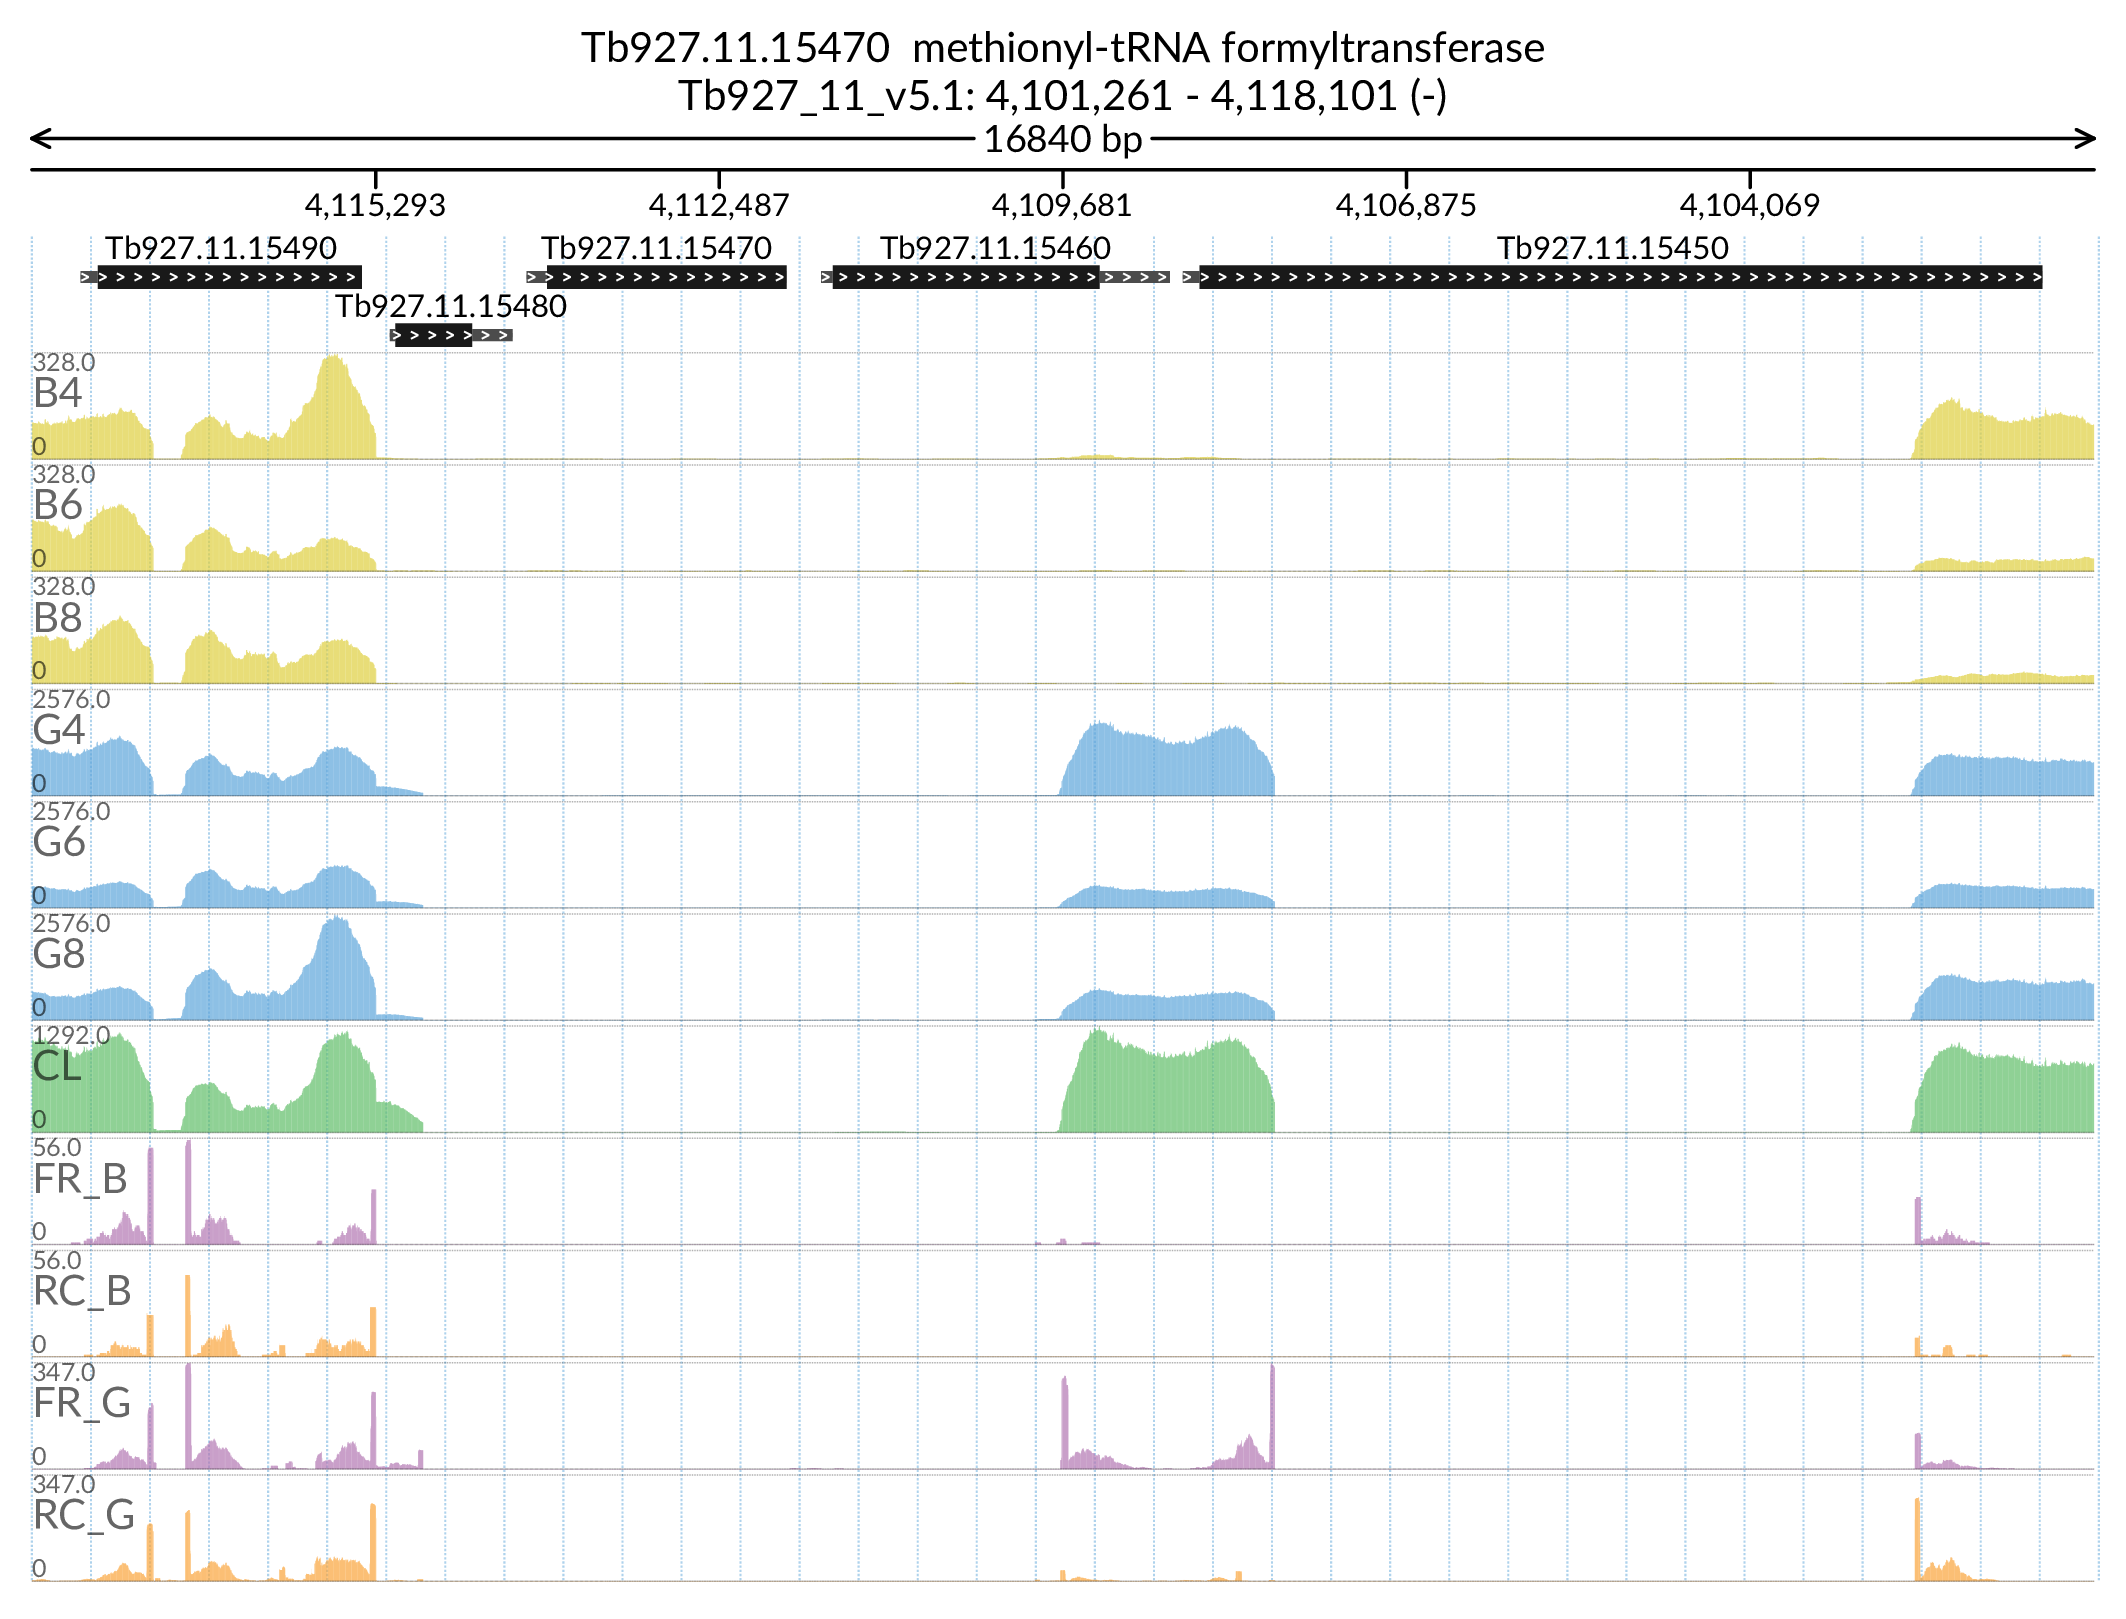 Tb927.11.15470 methionyl-tRNA formyltransferase
Tb927_11_v5.1: 4,101,261 - 4,118,101 (-)
16840 bp
4,115,293 4,112,487 4,109,681 4,106,875 4,104,069
Tb927.11.15490 Tb927.11.15470 Tb927.11.15460 Tb927.11.15450
Tb927.11.15480
328.0
B4
0
328.0
B6
0
328.0
B8
0
2576.0
G4
0
2576.0
G6
0
2576.0
G8
0
1292.0
CL
0
56.0
FR_B
0
56.0
RC_B
0
347.0
FR_G
0
347.0
RC_G
0